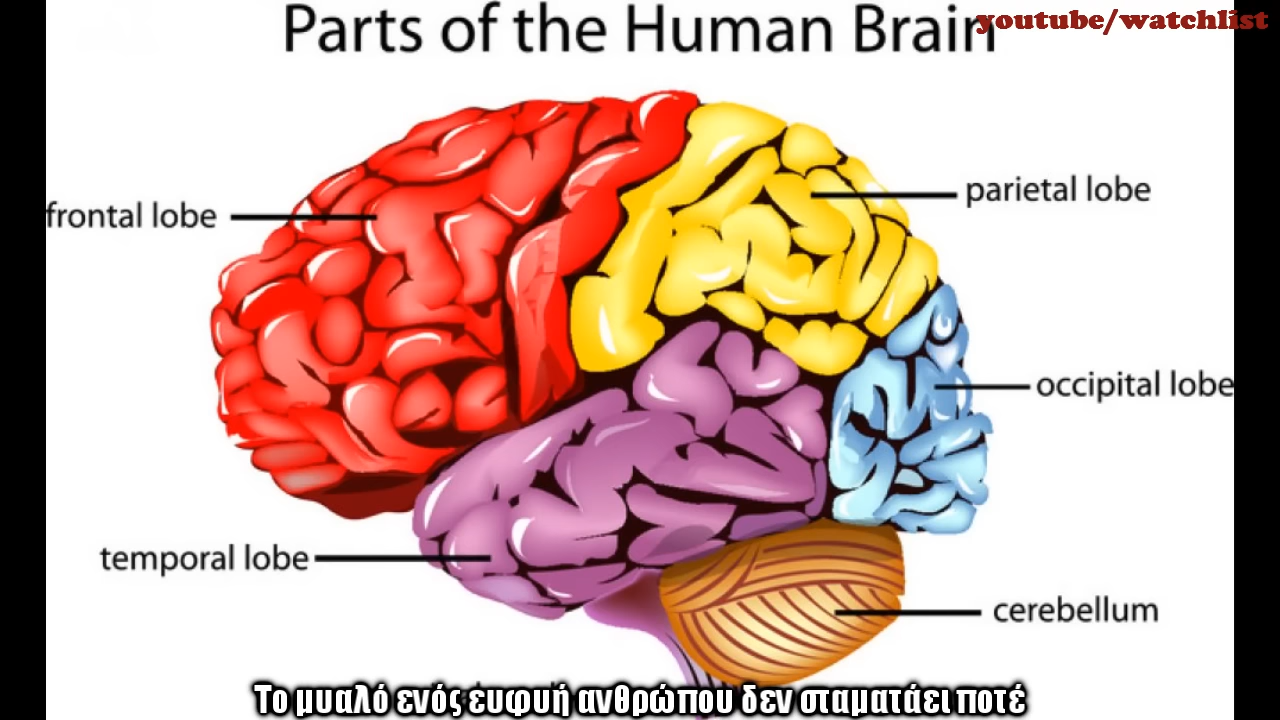 Parts of the Human Brain
youtube/watchlist
parietal lobe
frontal lobe
occipital lobe
temporal lobe
cerebellum
Το μυαλό ενός ευφυή ανθρώπου δεν σταματάει ποτέ